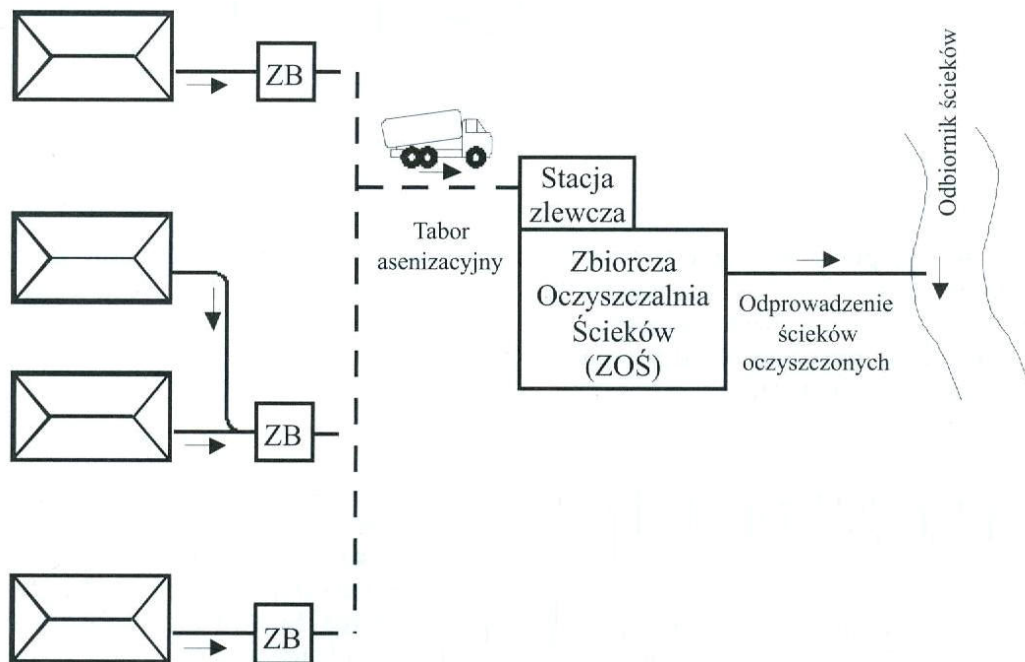 ZB
Odbiornik ścieków
Stacja
zlewcza
Tabor
asenizacyjny
Zbiorcza
Oczyszczalnia
Ścieków
(ZOŚ)
Odprowadzenie
ścieków
oczyszczonych
ZB
ZB